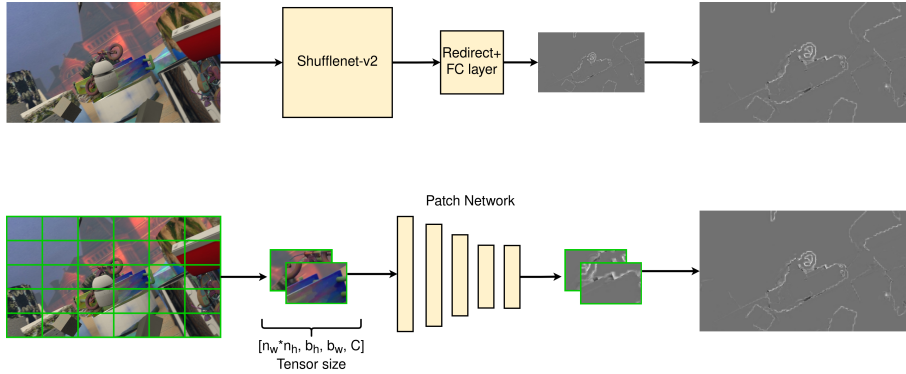 Shufflenet-v2
Redirect+
FC layer
Patch Network
[n_w*n_h, b_h, b_w, C]
Tensor size